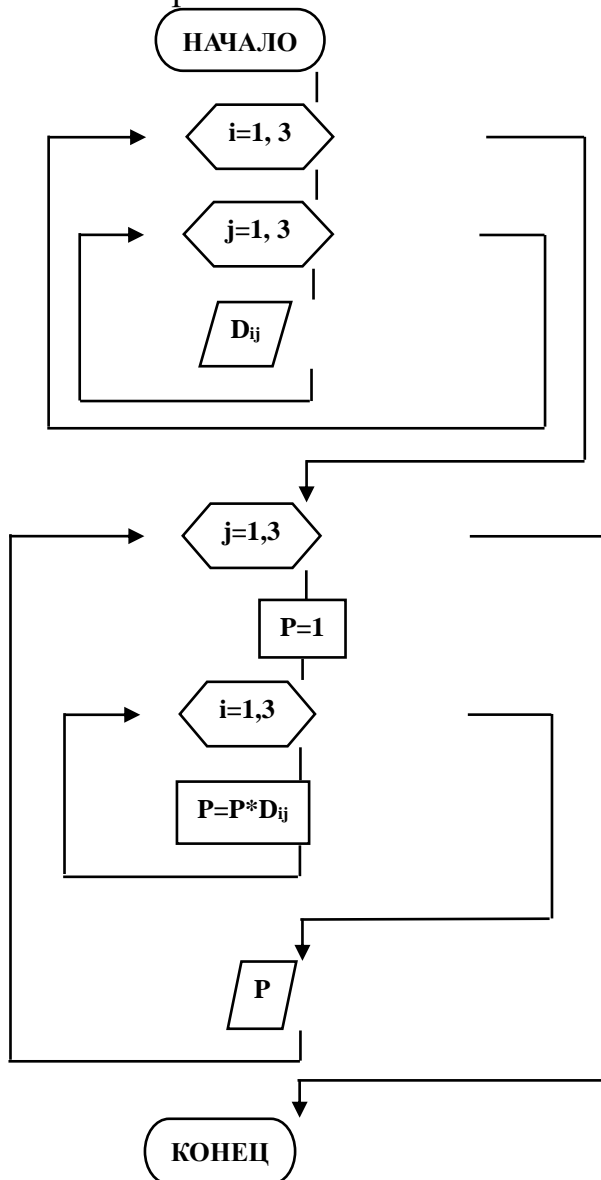 НАЧАЛО
i=1, 3
j=1, 3
Dij
j=1,3
P=1
i=1,3
P=P*Dij
P
КОНЕЦ